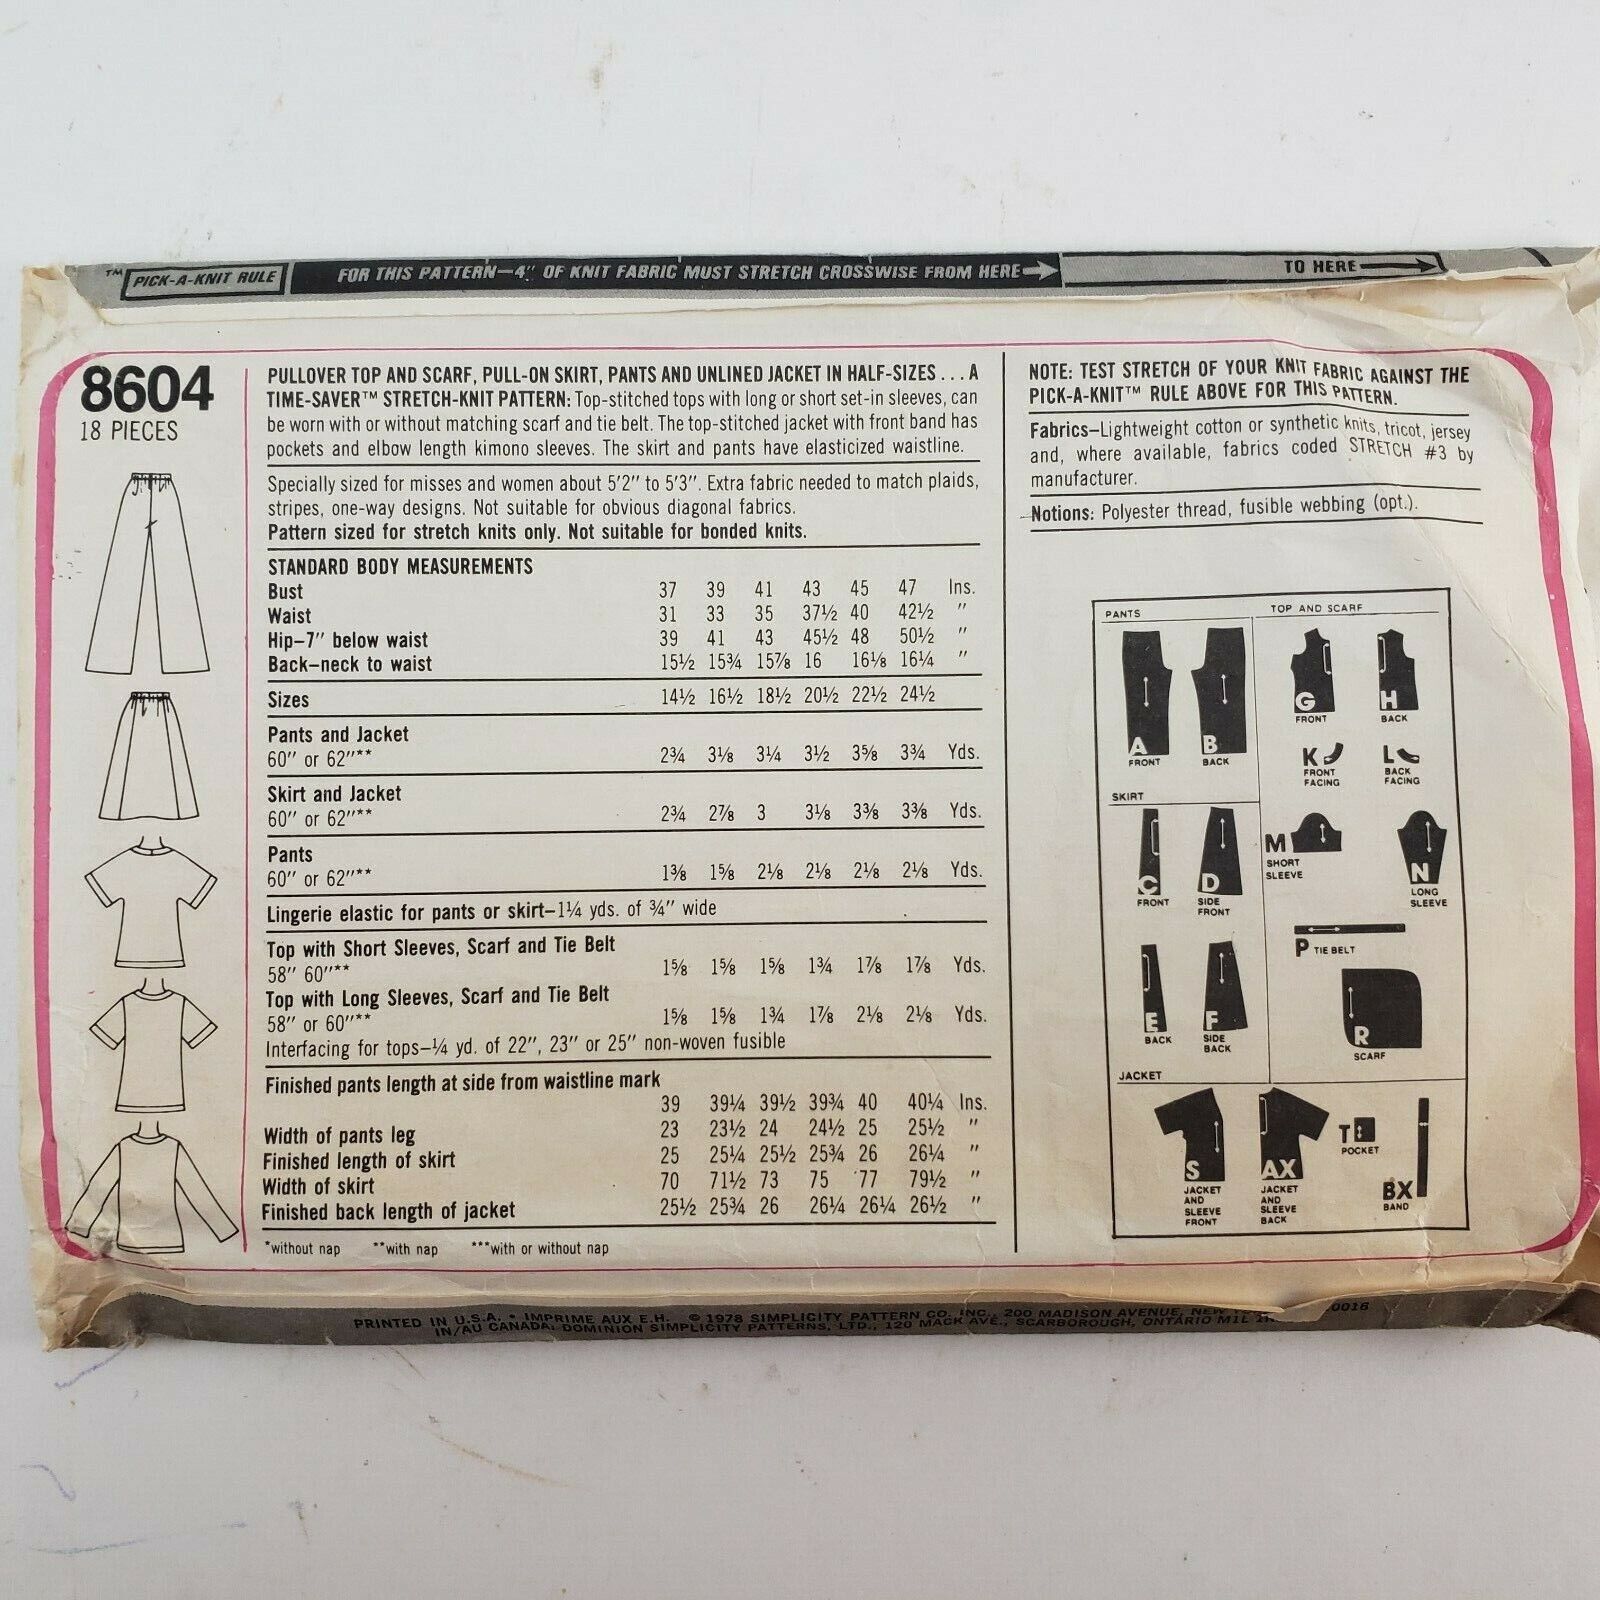 ™ PICK-A-KNIT RULE FOR THIS PATTERN—4" OF KNIT FABRIC MUST STRETCH CROSSWISE FROM HERE TO HERE
8604
18 PIECES
PULLOVER TOP AND SCARF, PULL-ON SKIRT, PANTS AND UNLINED JACKET IN HALF-SIZES...A
TIME-SAVER™ STRETCH-KNIT PATTERN: Top-stitched tops with long or short set-in sleeves, can
be worn with or without matching scarf and tie belt. The top-stitched jacket with front band has
pockets and elbow length kimono sleeves. The skirt and pants have elasticized waistline.
Specially sized for misses and women about 5'2" to 5'3". Extra fabric needed to match plaids,
stripes, one-way designs. Not suitable for obvious diagonal fabrics.
Pattern sized for stretch knits only. Not suitable for bonded knits.
STANDARD BODY MEASUREMENTS
Bust 37 39 41 43 45 47 Ins.
Waist 31 33 35 37½ 40 42½ "
Hip—7" below waist 39 41 43 45½ 48 50½ "
Back—neck to waist 15½ 15¾ 15⅞ 16 16⅛ 16¼ "
Sizes 14½ 16½ 18½ 20½ 22½ 24½
Pants and Jacket
60" or 62"** 2¾ 3⅛ 3¼ 3½ 3⅝ 3¾ Yds.
Skirt and Jacket
60" or 62"** 2¾ 2⅞ 3 3⅛ 3⅜ 3⅜ Yds.
Pants
60" or 62"** 1⅜ 1⅝ 2⅛ 2⅛ 2⅛ 2⅛ Yds.
Lingerie elastic for pants or skirt—1¼ yds. of ¾" wide
Top with Short Sleeves, Scarf and Tie Belt
58" 60"** 1⅝ 1⅝ 1⅝ 1¾ 1⅞ 1⅞ Yds.
Top with Long Sleeves, Scarf and Tie Belt
58" or 60"** 1⅝ 1⅝ 1¾ 1⅞ 2⅛ 2⅛ Yds.
Interfacing for tops—¼ yd. of 22", 23" or 25" non-woven fusible
Finished pants length at side from waistline mark
39 39¼ 39½ 39¾ 40 40¼ Ins.
Width of pants leg 23 23½ 24 24½ 25 25½ "
Finished length of skirt 25 25¼ 25½ 25¾ 26 26¼ "
Width of skirt 70 71½ 73 75 77 79½ "
Finished back length of jacket 25½ 25¾ 26 26¼ 26¼ 26½ "
*without nap **with nap ***with or without nap
NOTE: TEST STRETCH OF YOUR KNIT FABRIC AGAINST THE
PICK-A-KNIT™ RULE ABOVE FOR THIS PATTERN.
Fabrics—Lightweight cotton or synthetic knits, tricot, jersey
and, where available, fabrics coded STRETCH #3 by
manufacturer.
Notions: Polyester thread, fusible webbing (opt.).
PANTS
A
FRONT
B
BACK
TOP AND SCARF
G
FRONT
H
BACK
K
FRONT
FACING
L
BACK
FACING
SKIRT
C
FRONT
D
SIDE
FRONT
M
SHORT
SLEEVE
N
LONG
SLEEVE
P TIE BELT
E
BACK
F
SIDE
BACK
R
SCARF
JACKET
S
JACKET
AND
SLEEVE
FRONT
AX
JACKET
AND
SLEEVE
BACK
T
POCKET
BX
BAND
PRINTED IN U.S.A. • IMPRIME AUX E.H. © 1978 SIMPLICITY PATTERN CO. INC., 200 MADISON AVENUE, NEW 0016
IN/AU CANADA: DOMINION SIMPLICITY PATTERNS, LTD., 120 MACK AVE., SCARBOROUGH, ONTARIO M1L